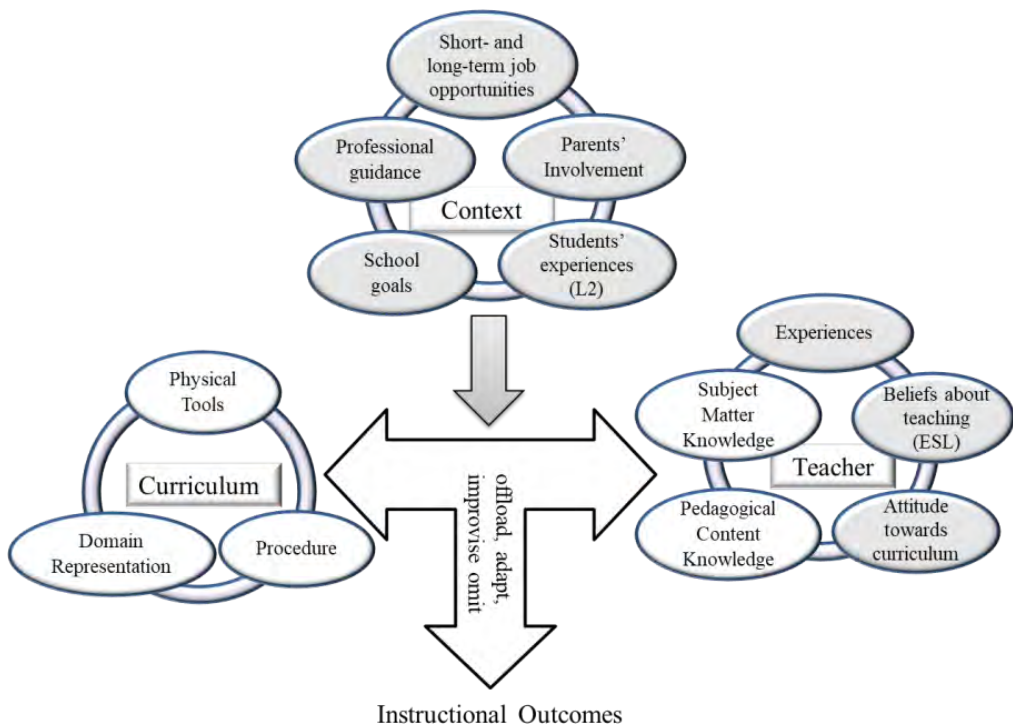 Short- and
long-term job
opportunities
Professional
guidance
Parents’
Involvement
Context
School
goals
Students’
experiences
(L2)
Physical
Tools
Curriculum
Domain
Representation
Procedure
Experiences
Subject
Matter
Knowledge
Beliefs about
teaching
(ESL)
Teacher
Pedagogical
Content
Knowledge
Attitude
towards
curriculum
offload, adapt,
improvise omit
Instructional Outcomes